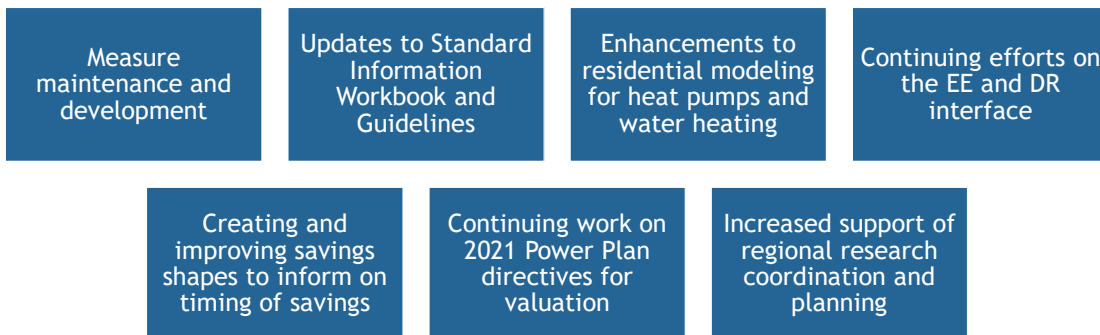 Measure
maintenance and
development
Updates to Standard
Information
Workbook and
Guidelines
Enhancements to
residential modeling
for heat pumps and
water heating
Continuing efforts on
the EE and DR
interface
Creating and
improving savings
shapes to inform on
timing of savings
Continuing work on
2021 Power Plan
directives for
valuation
Increased support of
regional research
coordination and
planning